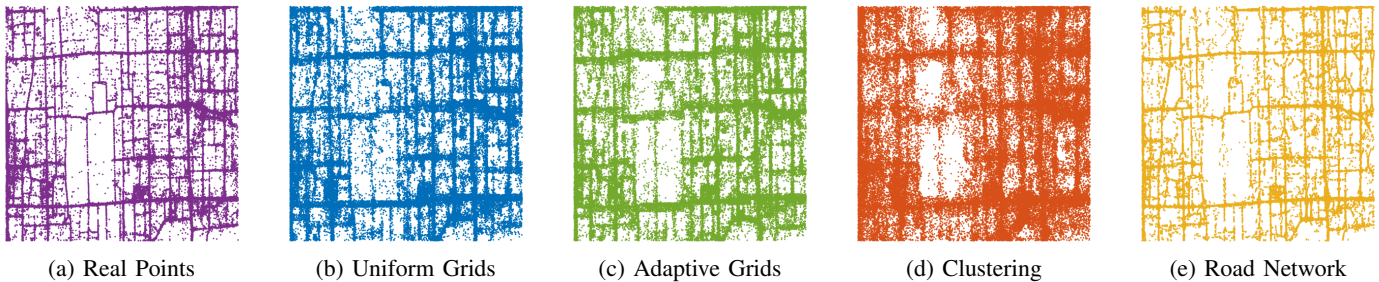 (a) Real Points
(b) Uniform Grids
(c) Adaptive Grids
(d) Clustering
(e) Road Network